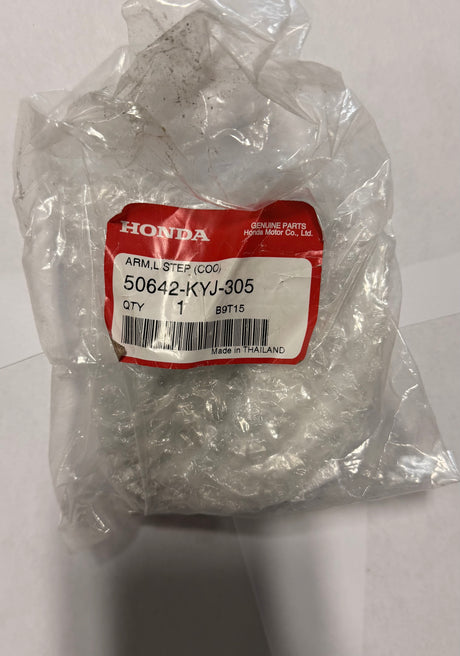 HONDA
GENUINE PARTS
Honda Motor Co., Ltd.
ARM,L STEP (COO)
50642-KYJ-305
QTY 1 B9T15
Made in THAILAND